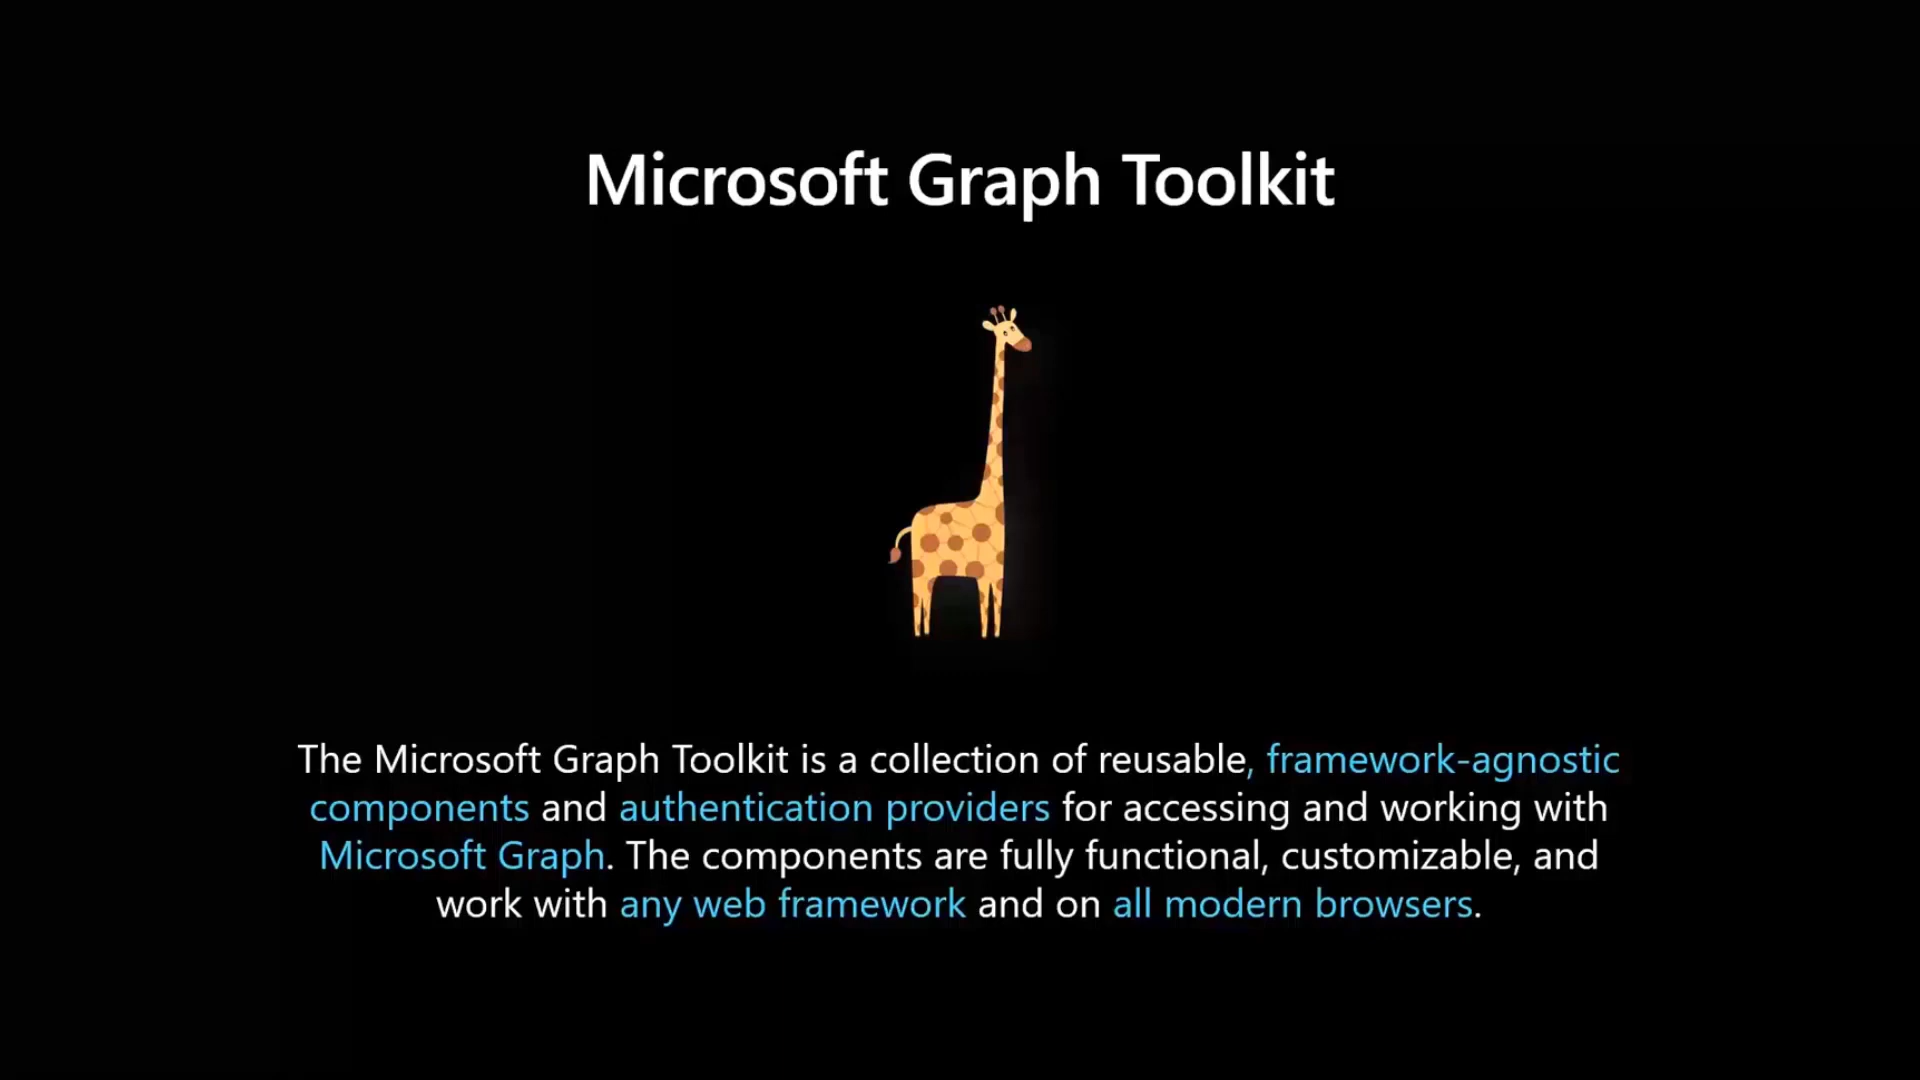 Microsoft Graph Toolkit
The Microsoft Graph Toolkit is a collection of reusable, framework-agnostic
components and authentication providers for accessing and working with
Microsoft Graph. The components are fully functional, customizable, and
work with any web framework and on all modern browsers.